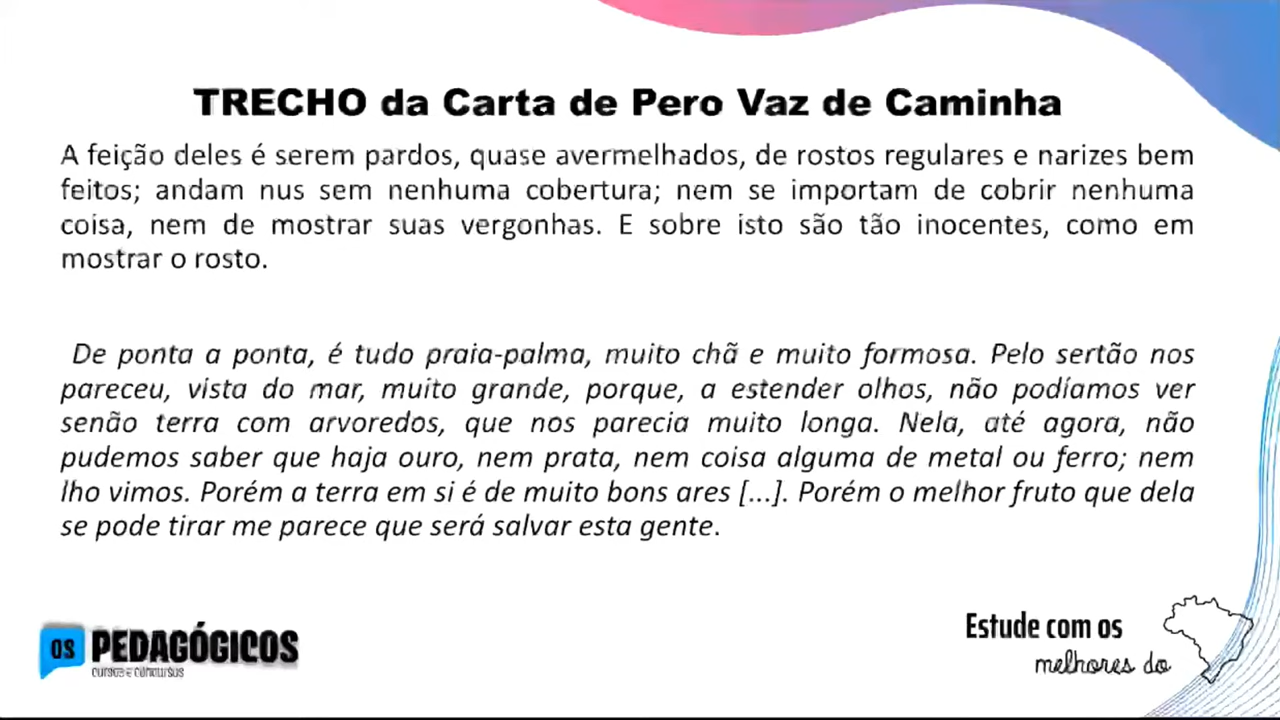 TRECHO da Carta de Pero Vaz de Caminha
A feição deles é serem pardos, quase avermelhados, de rostos regulares e narizes bem
feitos; andam nus sem nenhuma cobertura; nem se importam de cobrir nenhuma
coisa, nem de mostrar suas vergonhas. E sobre isto são tão inocentes, como em
mostrar o rosto.
De ponta a ponta, é tudo praia-palma, muito chã e muito formosa. Pelo sertão nos
pareceu, vista do mar, muito grande, porque, a estender olhos, não podíamos ver
senão terra com arvoredos, que nos parecia muito longa. Nela, até agora, não
pudemos saber que haja ouro, nem prata, nem coisa alguma de metal ou ferro; nem
lho vimos. Porém a terra em si é de muito bons ares [...]. Porém o melhor fruto que dela
se pode tirar me parece que será salvar esta gente.
OS PEDAGÓGICOS
cursos e concursos
Estude com os
melhores do